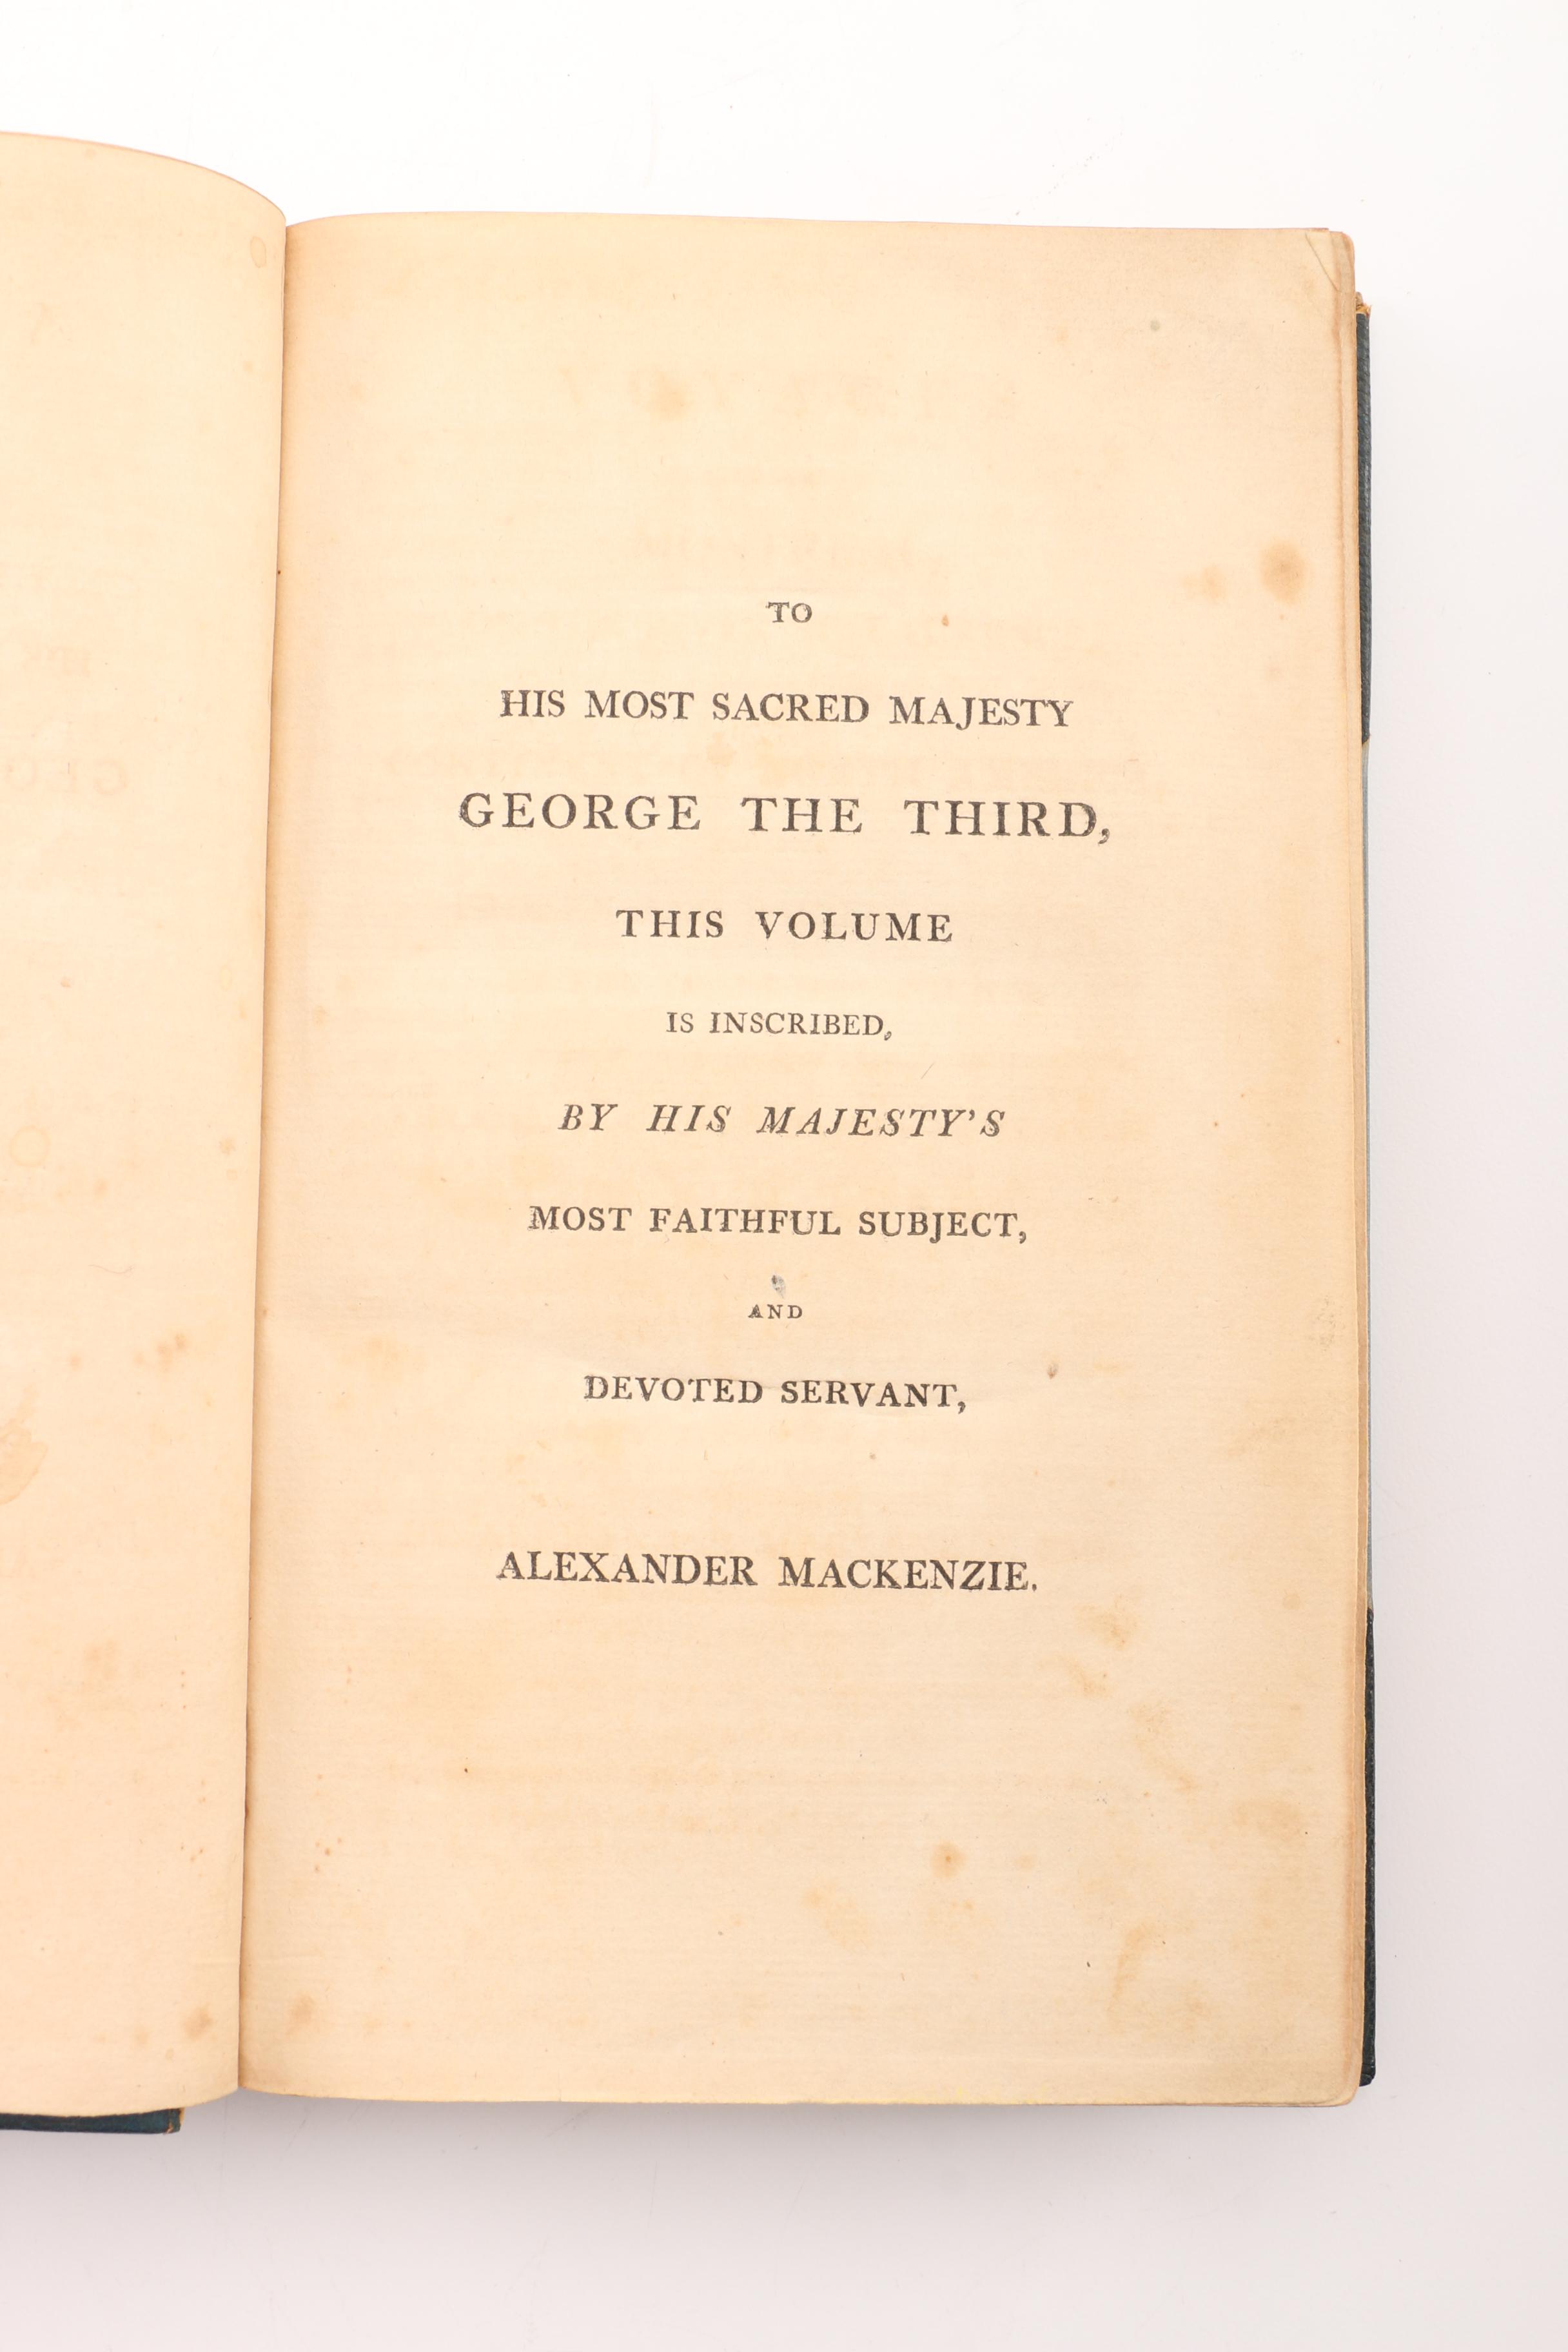 TO
HIS MOST SACRED MAJESTY
GEORGE THE THIRD,
THIS VOLUME
IS INSCRIBED,
BY HIS MAJESTY'S
MOST FAITHFUL SUBJECT,
AND
DEVOTED SERVANT,
ALEXANDER MACKENZIE.